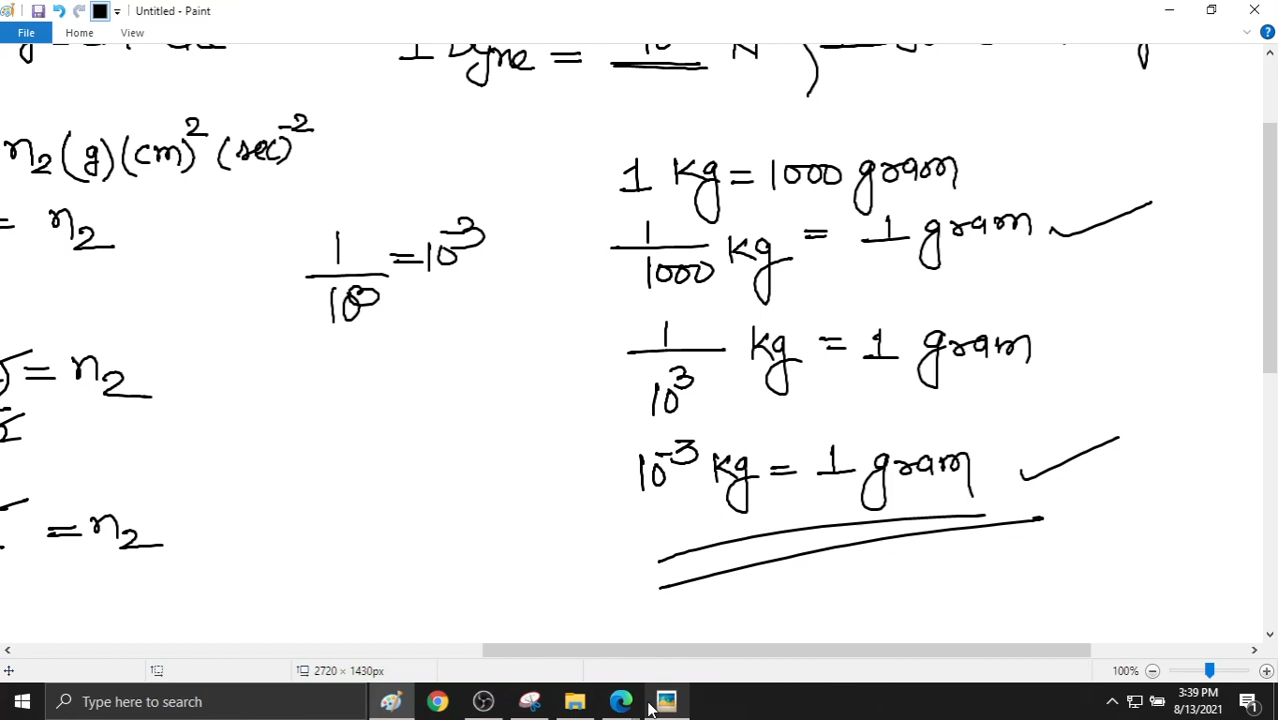 Untitled - Paint
File Home View
1 Dyne = N
n2 (g)(cm)^2 (sec)^-2
= n2
1/10^3 = 10^-3
= n2
= n2
1 Kg = 1000 gram
1/1000 kg = 1 gram
1/10^3 kg = 1 gram
10^-3 kg = 1 gram
2720 × 1430px
100%
Type here to search
3:39 PM
8/13/2021
1